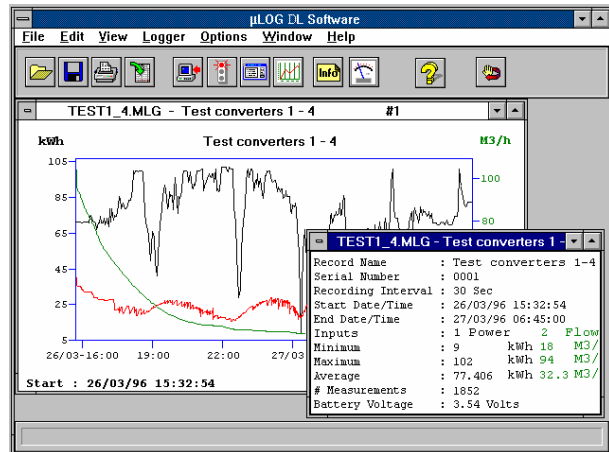 µLOG DL Software
File Edit View Logger Options Window Help
Info
TEST1_4.MLG - Test converters 1 - 4 #1
kWh Test converters 1 - 4 M3/h
105
100
85
80
65
45
25
5
26/03-16:00 19:00 22:00 27/03
Start : 26/03/96 15:32:54
TEST1_4.MLG - Test converters 1 -
Record Name : Test converters 1-4
Serial Number : 0001
Recording Interval : 30 Sec
Start Date/Time : 26/03/96 15:32:54
End Date/Time : 27/03/96 06:45:00
Inputs : 1 Power 2 Flow
Minimum : 9 kWh 18 M3/
Maximum : 102 kWh 94 M3/
Average : 77.406 kWh 32.3 M3/
# Measurements : 1852
Battery Voltage : 3.54 Volts